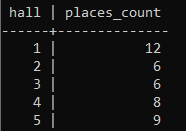 hall | places_count
------+--------------
1 | 12
2 | 6
3 | 6
4 | 8
5 | 9